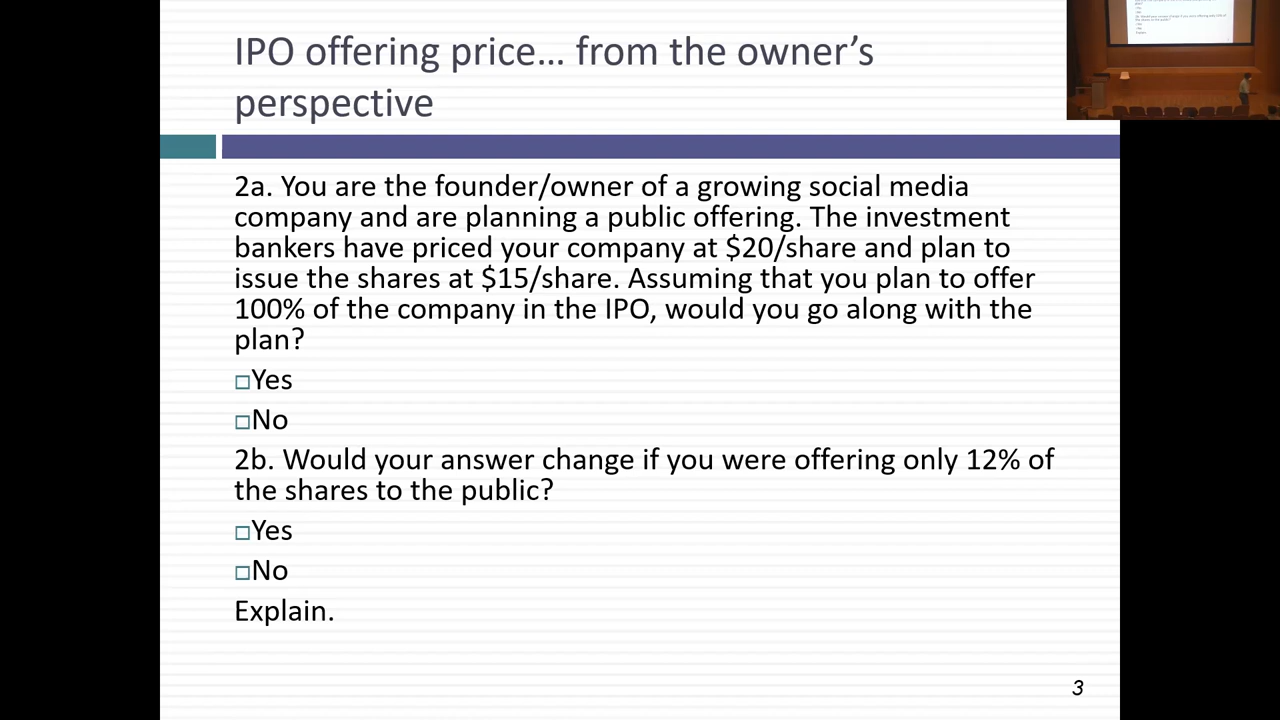 IPO offering price… from the owner’s
perspective
2a. You are the founder/owner of a growing social media
company and are planning a public offering. The investment
bankers have priced your company at $20/share and plan to
issue the shares at $15/share. Assuming that you plan to offer
100% of the company in the IPO, would you go along with the
plan?
□Yes
□No
2b. Would your answer change if you were offering only 12% of
the shares to the public?
□Yes
□No
Explain.
3